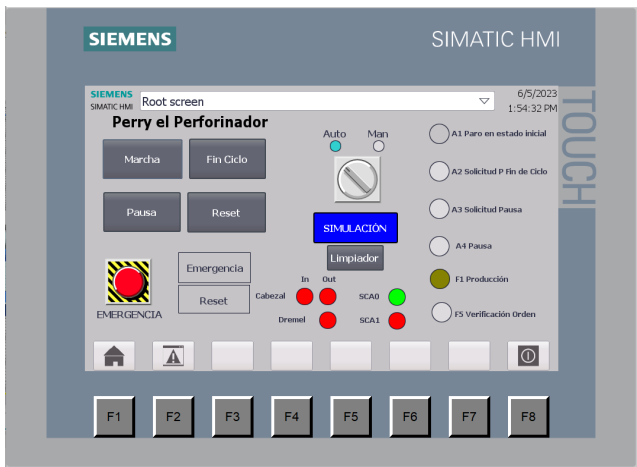 SIEMENS
SIMATIC HMI
TOUCH
SIEMENS
SIMATIC HMI
Root screen
6/5/2023
1:54:32 PM
Perry el Perforinador
Auto Man
A1 Paro en estado inicial
Marcha
Fin Ciclo
A2 Solicitud P Fin de Ciclo
Pausa
Reset
A3 Solicitud Pausa
SIMULACIÓN
Limpiador
A4 Pausa
Emergencia
In Out
F1 Producción
Reset
Cabezal
SCA0
EMERGENCIA
Dremel
SCA1
F5 Verificación Orden
F1
F2
F3
F4
F5
F6
F7
F8